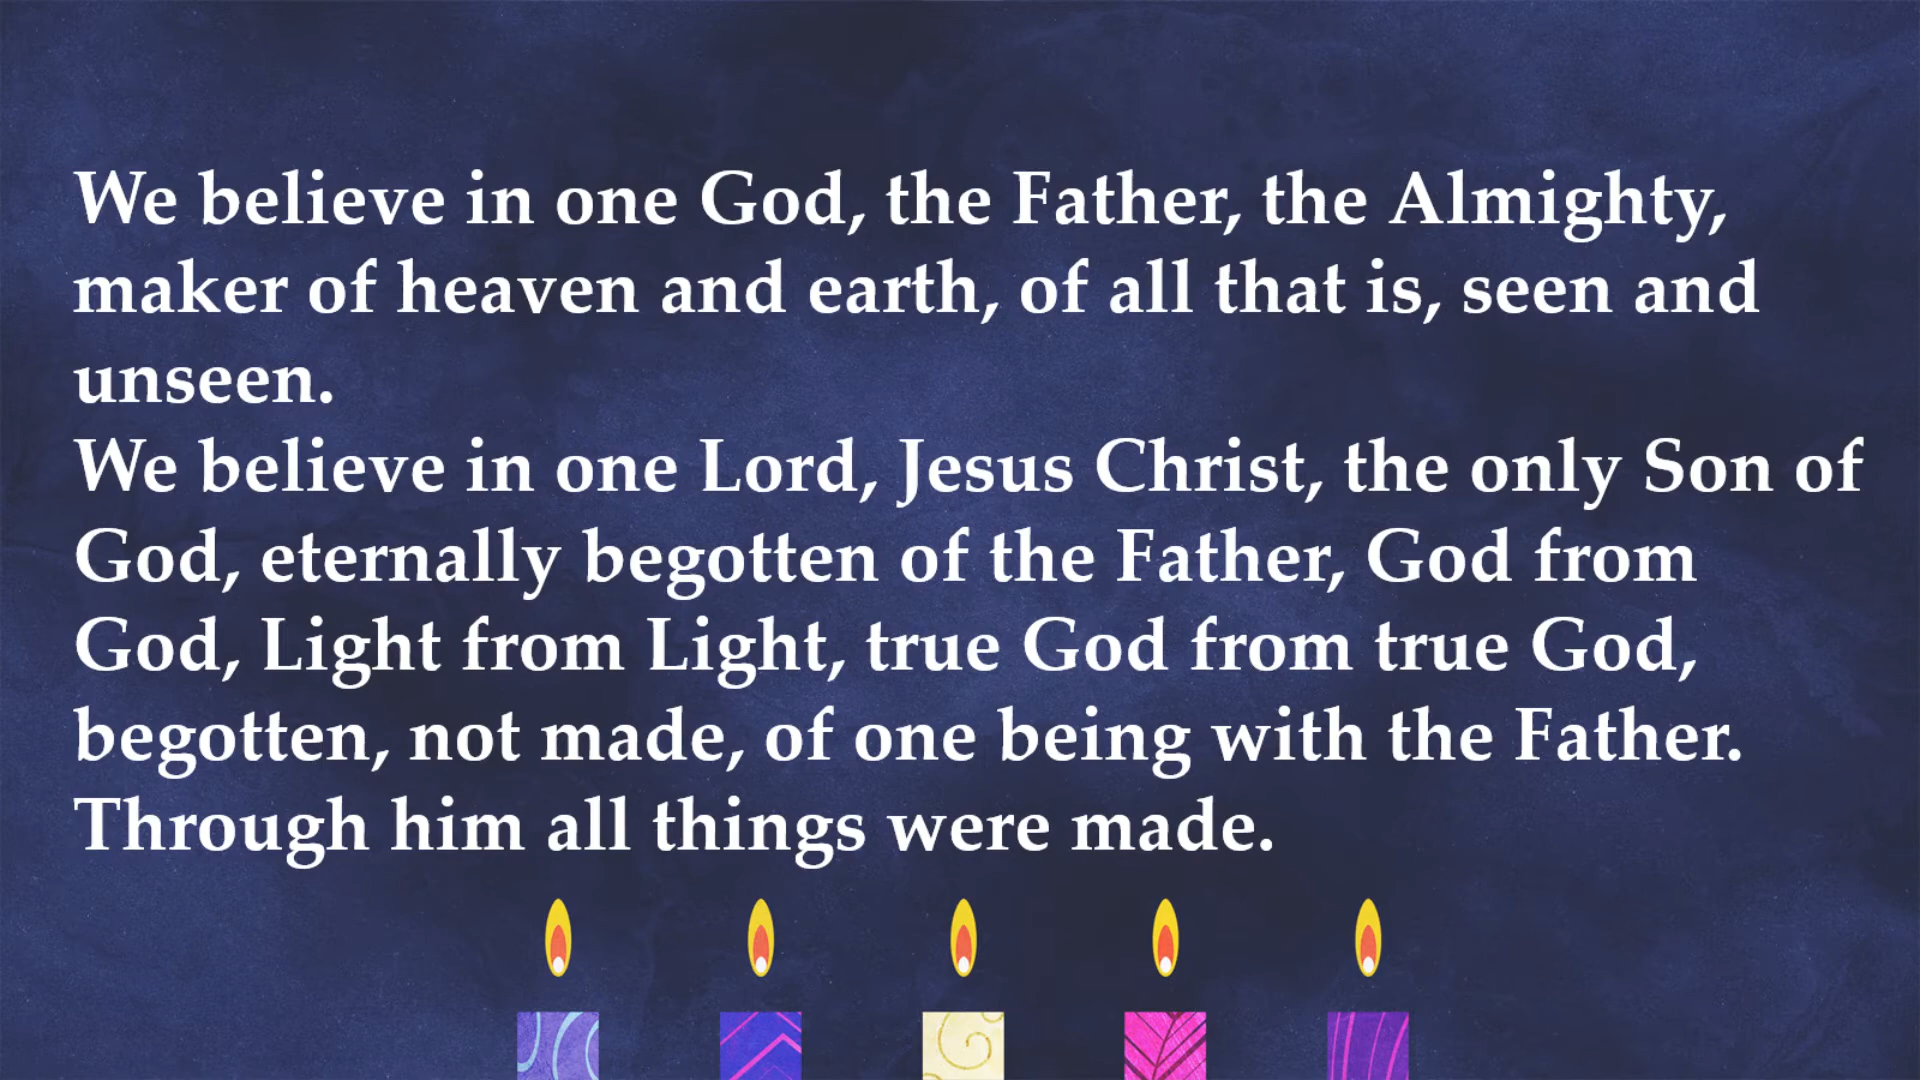 We believe in one God, the Father, the Almighty,
maker of heaven and earth, of all that is, seen and
unseen.
We believe in one Lord, Jesus Christ, the only Son of
God, eternally begotten of the Father, God from
God, Light from Light, true God from true God,
begotten, not made, of one being with the Father.
Through him all things were made.